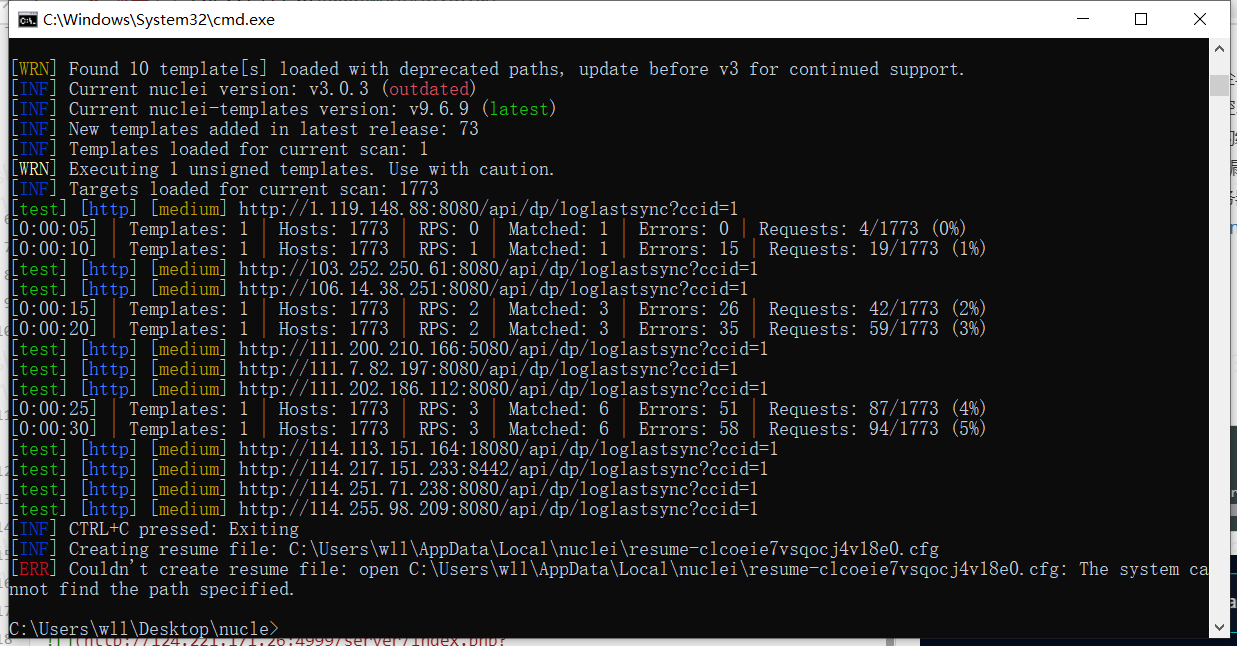 C:\Windows\System32\cmd.exe
[WRN] Found 10 template[s] loaded with deprecated paths, update before v3 for continued support.
[INF] Current nuclei version: v3.0.3 (outdated)
[INF] Current nuclei-templates version: v9.6.9 (latest)
[INF] New templates added in latest release: 73
[INF] Templates loaded for current scan: 1
[WRN] Executing 1 unsigned templates. Use with caution.
[INF] Targets loaded for current scan: 1773
[test] [http] [medium] http://1.119.148.88:8080/api/dp/loglastsync?ccid=1
[0:00:05] | Templates: 1 | Hosts: 1773 | RPS: 0 | Matched: 1 | Errors: 0 | Requests: 4/1773 (0%)
[0:00:10] | Templates: 1 | Hosts: 1773 | RPS: 1 | Matched: 1 | Errors: 15 | Requests: 19/1773 (1%)
[test] [http] [medium] http://103.252.250.61:8080/api/dp/loglastsync?ccid=1
[test] [http] [medium] http://106.14.38.251:8080/api/dp/loglastsync?ccid=1
[0:00:15] | Templates: 1 | Hosts: 1773 | RPS: 2 | Matched: 3 | Errors: 26 | Requests: 42/1773 (2%)
[0:00:20] | Templates: 1 | Hosts: 1773 | RPS: 2 | Matched: 3 | Errors: 35 | Requests: 59/1773 (3%)
[test] [http] [medium] http://111.200.210.166:5080/api/dp/loglastsync?ccid=1
[test] [http] [medium] http://111.7.82.197:8080/api/dp/loglastsync?ccid=1
[test] [http] [medium] http://111.202.186.112:8080/api/dp/loglastsync?ccid=1
[0:00:25] | Templates: 1 | Hosts: 1773 | RPS: 3 | Matched: 6 | Errors: 51 | Requests: 87/1773 (4%)
[0:00:30] | Templates: 1 | Hosts: 1773 | RPS: 3 | Matched: 6 | Errors: 58 | Requests: 94/1773 (5%)
[test] [http] [medium] http://114.113.151.164:18080/api/dp/loglastsync?ccid=1
[test] [http] [medium] http://114.217.151.233:8442/api/dp/loglastsync?ccid=1
[test] [http] [medium] http://114.251.71.238:8080/api/dp/loglastsync?ccid=1
[test] [http] [medium] http://114.255.98.209:8080/api/dp/loglastsync?ccid=1
[INF] CTRL+C pressed: Exiting
[INF] Creating resume file: C:\Users\wll\AppData\Local\nuclei\resume-clcoeie7vsqocj4v18e0.cfg
[ERR] Couldn't create resume file: open C:\Users\wll\AppData\Local\nuclei\resume-clcoeie7vsqocj4v18e0.cfg: The system ca
nnot find the path specified.
C:\Users\wll\Desktop\nucle>